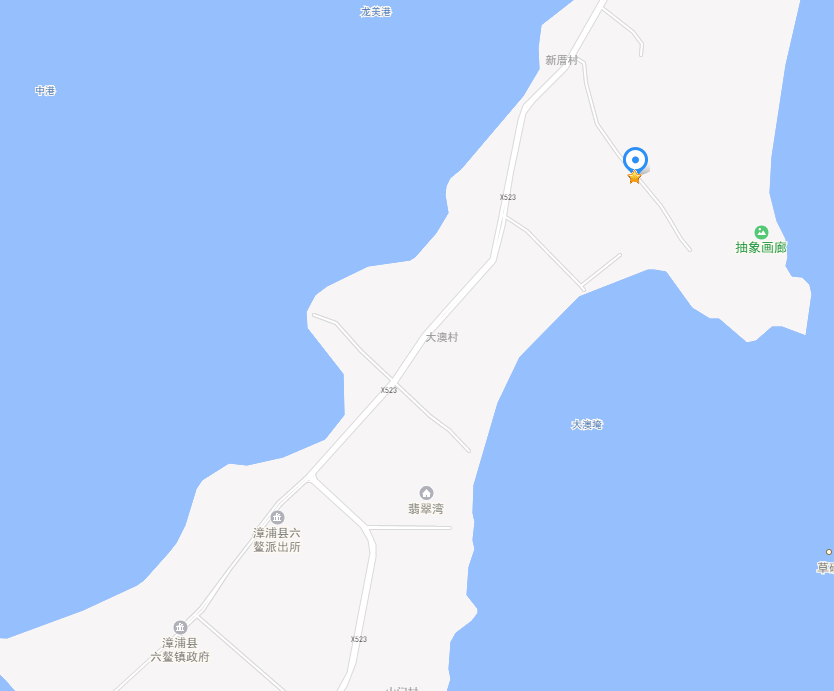 龙美港
新厝村
中港
X523
抽象画廊
大澳村
X523
大澳垵
翡翠湾
漳浦县六
鳌派出所
X523
漳浦县
六鳌镇政府